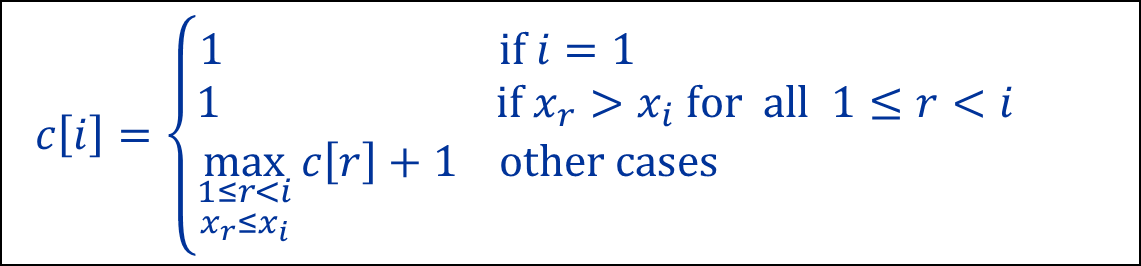 1 if i = 1
c[i] = { 1 if x_r > x_i for all 1 ≤ r < i
max c[r] + 1 other cases
1≤r<i
x_r≤x_i